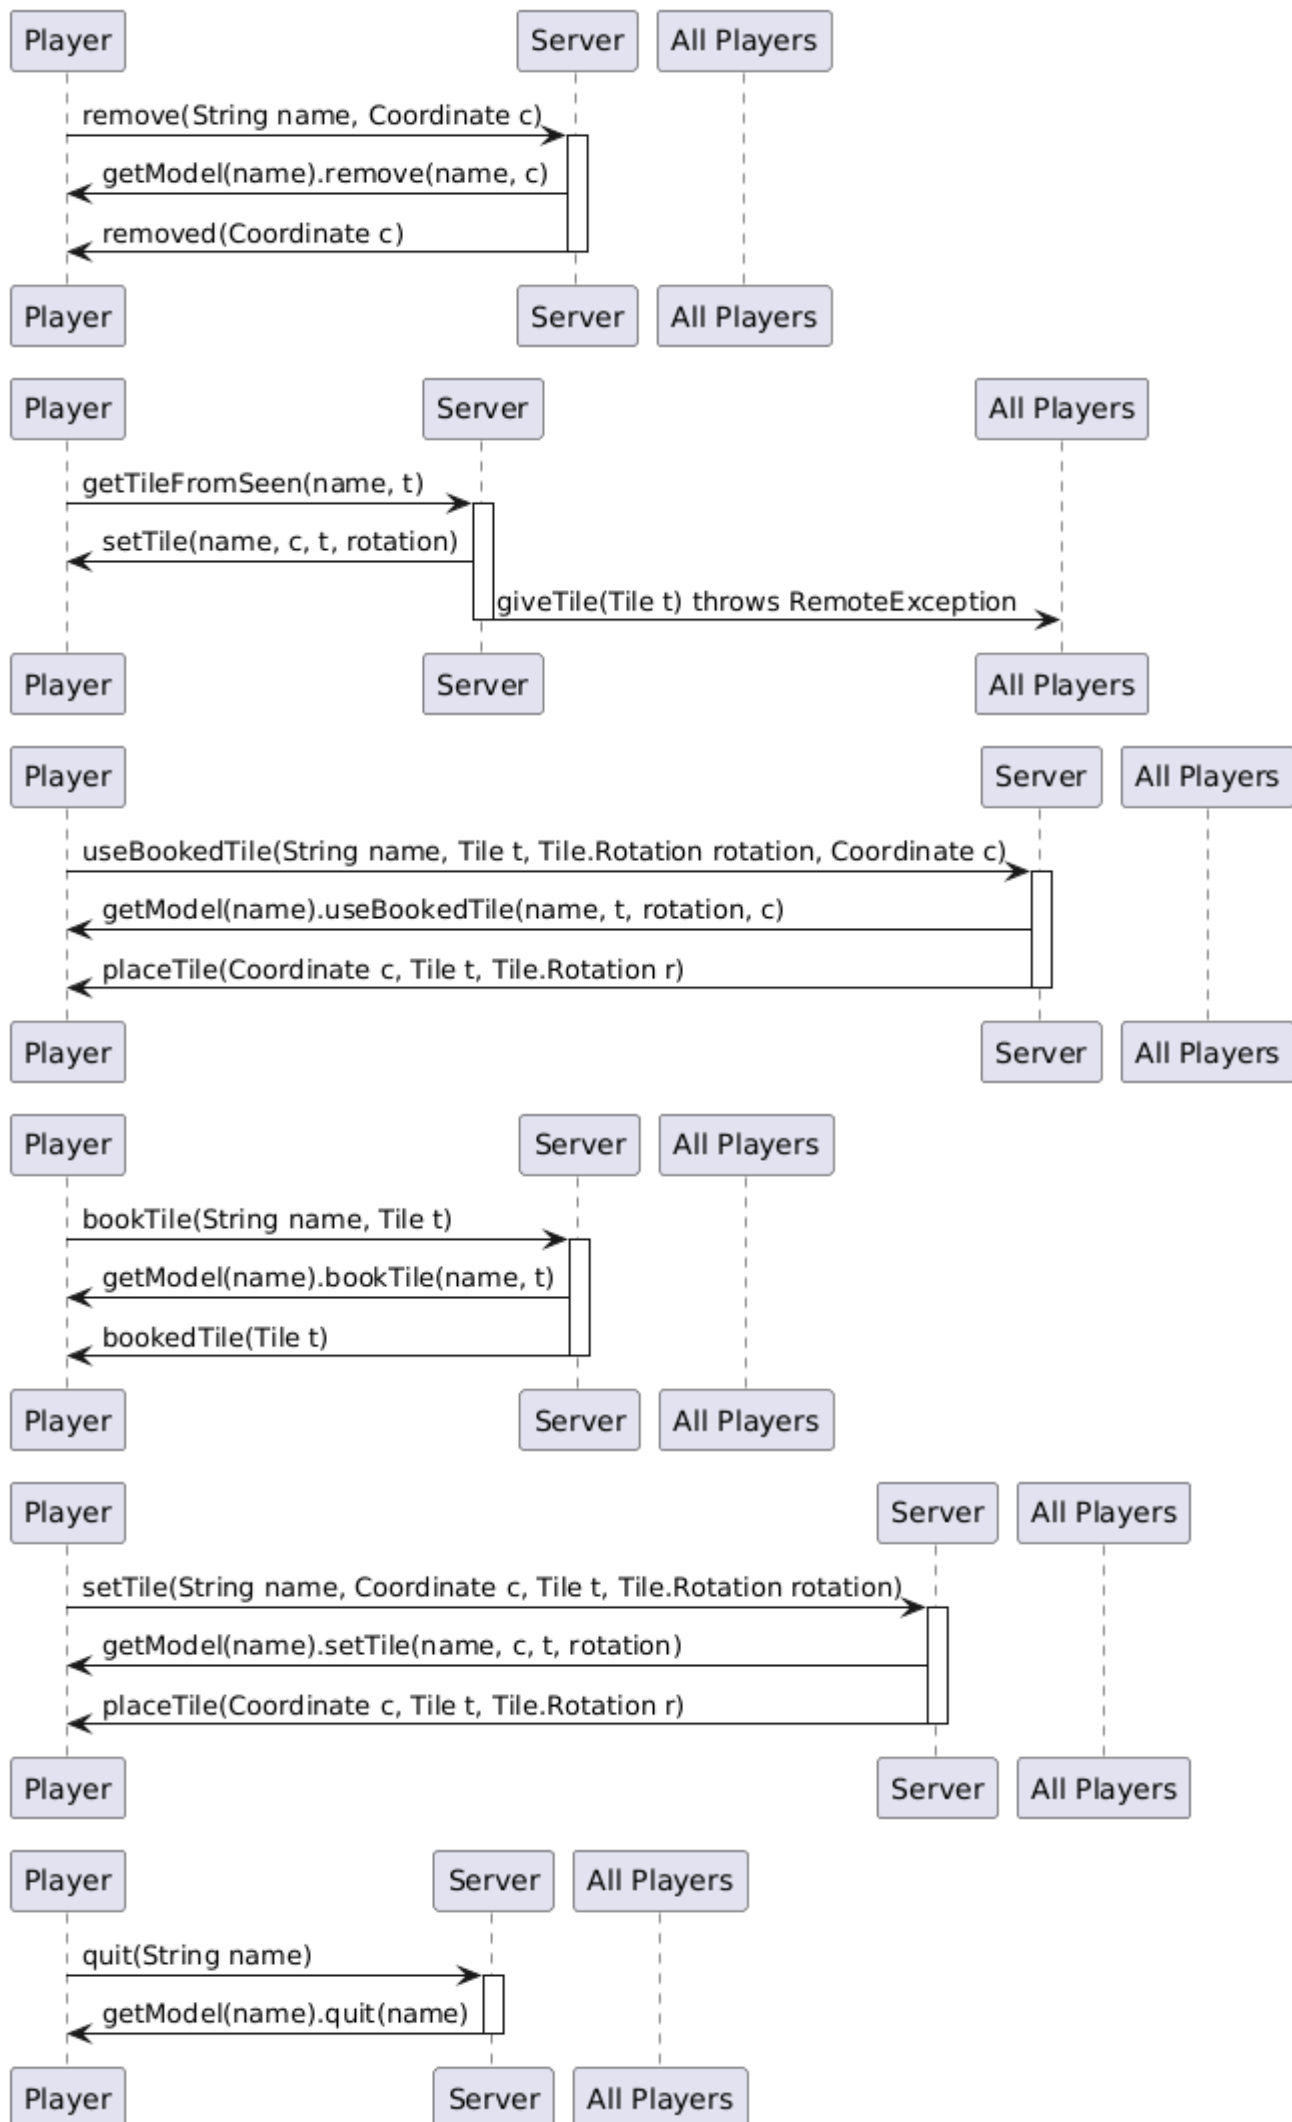 Player Server All Players
remove(String name, Coordinate c)
getModel(name).remove(name, c)
removed(Coordinate c)
Player Server All Players
Player Server All Players
getTileFromSeen(name, t)
setTile(name, c, t, rotation)
giveTile(Tile t) throws RemoteException
Player Server All Players
Player Server All Players
useBookedTile(String name, Tile t, Tile.Rotation rotation, Coordinate c)
getModel(name).useBookedTile(name, t, rotation, c)
placeTile(Coordinate c, Tile t, Tile.Rotation r)
Player Server All Players
Player Server All Players
bookTile(String name, Tile t)
getModel(name).bookTile(name, t)
bookedTile(Tile t)
Player Server All Players
Player Server All Players
setTile(String name, Coordinate c, Tile t, Tile.Rotation rotation)
getModel(name).setTile(name, c, t, rotation)
placeTile(Coordinate c, Tile t, Tile.Rotation r)
Player Server All Players
Player Server All Players
quit(String name)
getModel(name).quit(name)
Player Server All Players